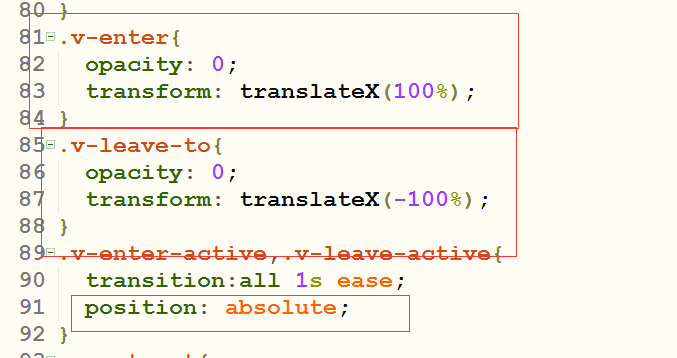 80 }
81 .v-enter{
82 opacity: 0;
83 transform: translateX(100%);
84 }
85 .v-leave-to{
86 opacity: 0;
87 transform: translateX(-100%);
88 }
89 .v-enter-active,.v-leave-active{
90 transition:all 1s ease;
91 position: absolute;
92 }